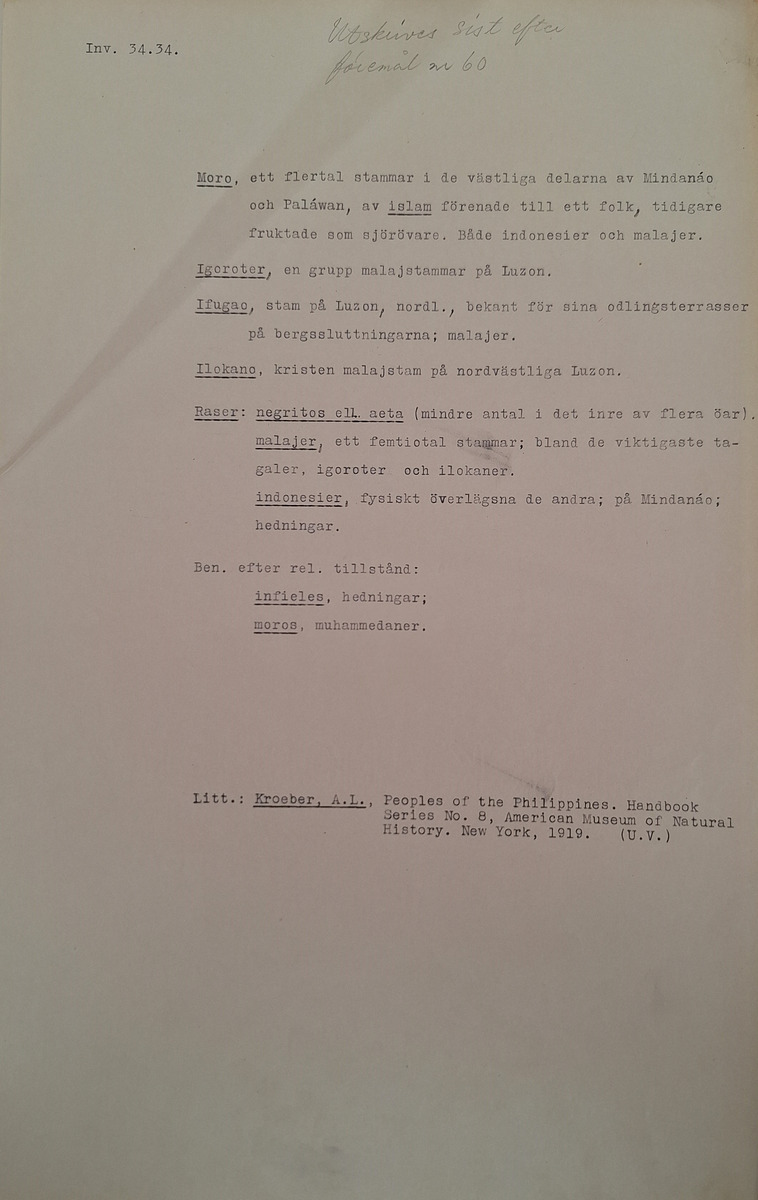 Inv. 34.34.
Utskrives sist efter
föremål nr 60
Moro, ett flertal stammar i de västliga delarna av Mindanáo
och Paláwan, av islam förenade till ett folk, tidigare
fruktade som sjörövare. Både indonesier och malajer.
Igoroter, en grupp malajstammar på Luzon.
Ifugao, stam på Luzon, nordl., bekant för sina odlingsterrasser
på bergssluttningarna; malajer.
Ilokano, kristen malajstam på nordvästliga Luzon.
Raser: negritos ell. aeta (mindre antal i det inre av flera öar).
malajer, ett femtiotal stammar; bland de viktigaste ta-
galer, igoroter och ilokaner.
indonesier, fysiskt överlägsna de andra; på Mindanáo;
hedningar.
Ben. efter rel. tillstånd:
infieles, hedningar;
moros, muhammedaner.
Litt.: Kroeber, A.L., Peoples of the Philippines. Handbook
Series No. 8, American Museum of Natural
History. New York, 1919. (U.V.)